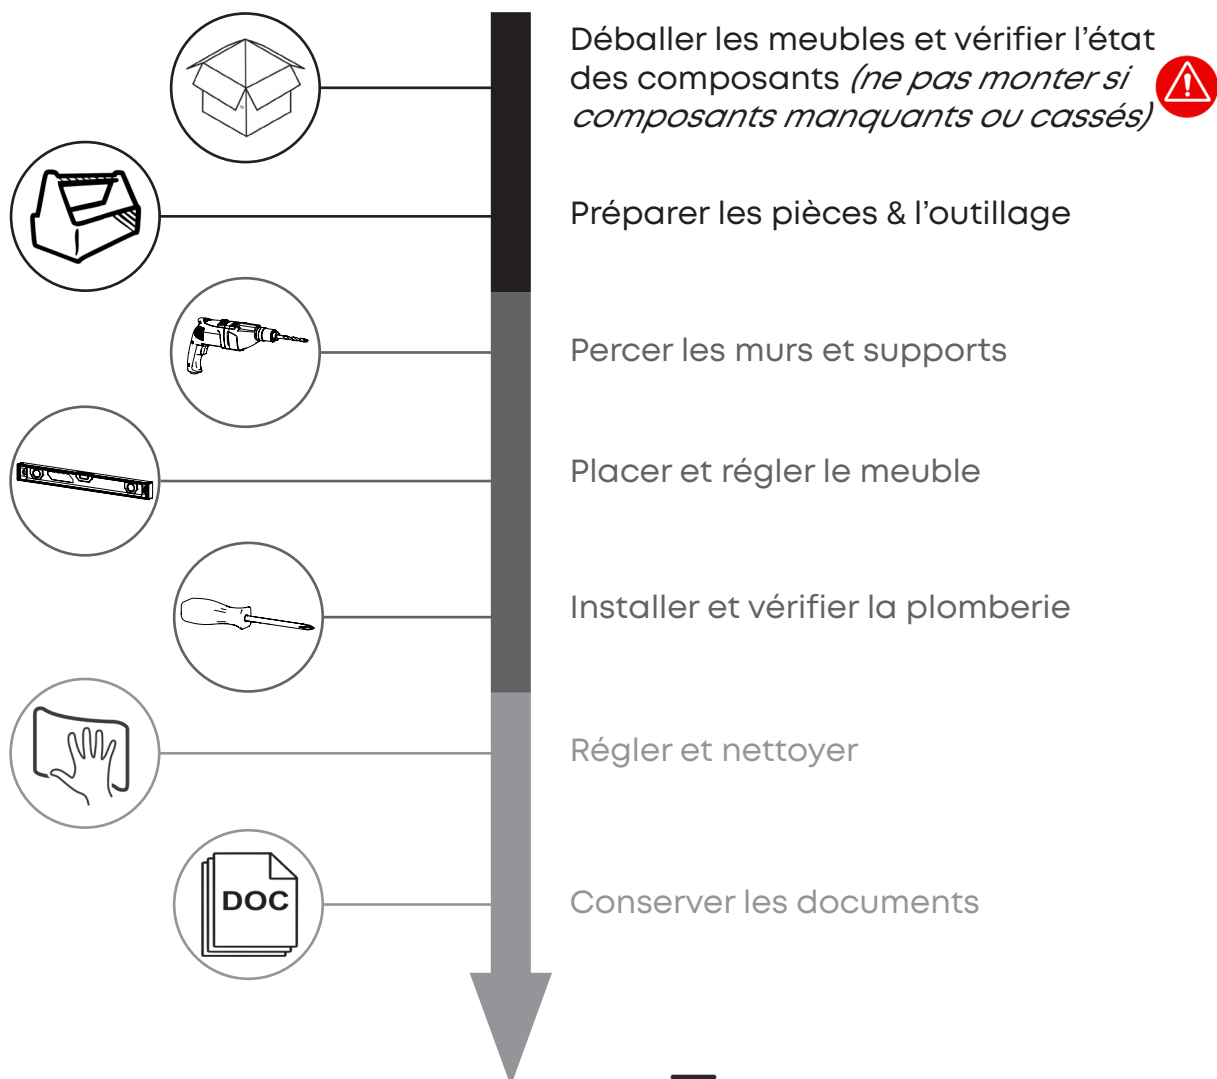 Déballer les meubles et vérifier l’état
des composants (ne pas monter si
composants manquants ou cassés)
Préparer les pièces & l’outillage
Percer les murs et supports
Placer et régler le meuble
Installer et vérifier la plomberie
Régler et nettoyer
DOC
Conserver les documents